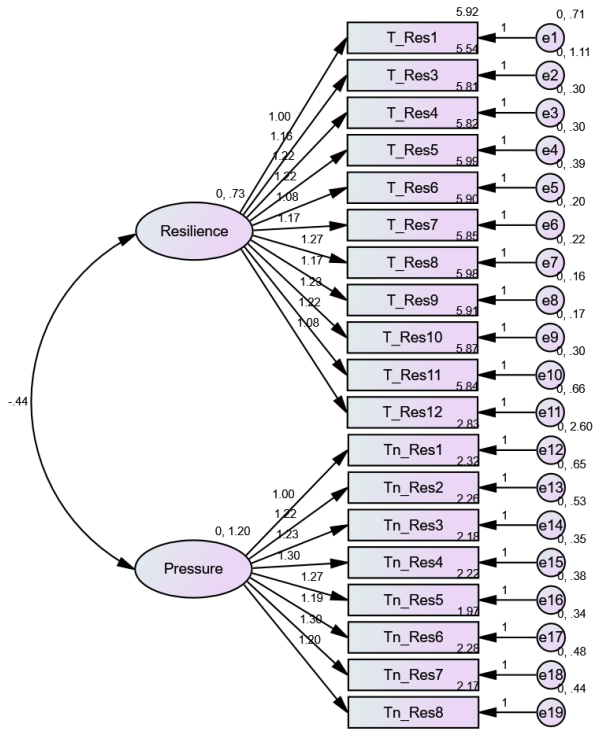 5.92 0, .71
T_Res1 1 e1
5.54 0, 1.11
T_Res3 1 e2
5.81 0, .30
T_Res4 1 e3
5.82 0, .30
T_Res5 1 e4
5.99 0, .39
T_Res6 1 e5
5.90 0, .20
T_Res7 1 e6
5.85 0, .22
T_Res8 1 e7
5.98 0, .16
T_Res9 1 e8
5.91 0, .17
T_Res10 1 e9
5.87 0, .30
T_Res11 1 e10
5.84 0, .66
T_Res12 1 e11
2.83 0, 2.60
Tn_Res1 1 e12
2.32 0, .65
Tn_Res2 1 e13
2.26 0, .53
Tn_Res3 1 e14
2.18 0, .35
Tn_Res4 1 e15
2.22 0, .38
Tn_Res5 1 e16
1.97 0, .34
Tn_Res6 1 e17
2.28 0, .48
Tn_Res7 1 e18
2.17 0, .44
Tn_Res8 1 e19
1.00
1.16
1.22
1.22
1.08
1.17
1.27
1.17
1.23
1.22
1.08
0, .73
Resilience
-.44
1.00
1.22
1.23
1.30
1.27
1.19
1.30
1.20
0, 1.20
Pressure